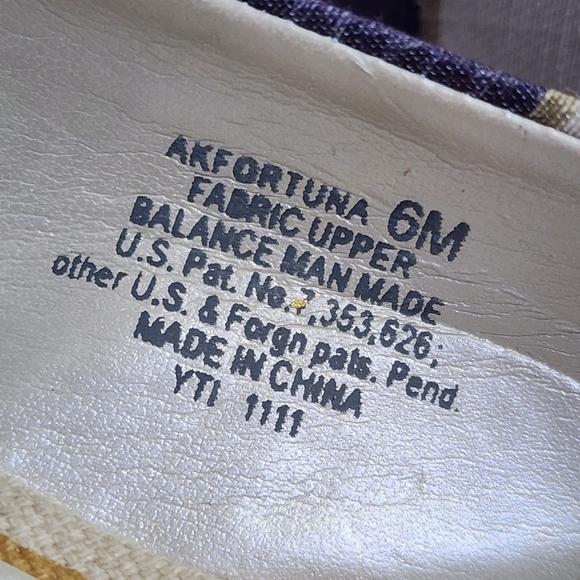 AKFORTUNA 6M
FABRIC UPPER
BALANCE MAN MADE
U.S. Pat. No. 7,353,626;
other U.S. & Forgn pats. Pend.
MADE IN CHINA
YTI 1111